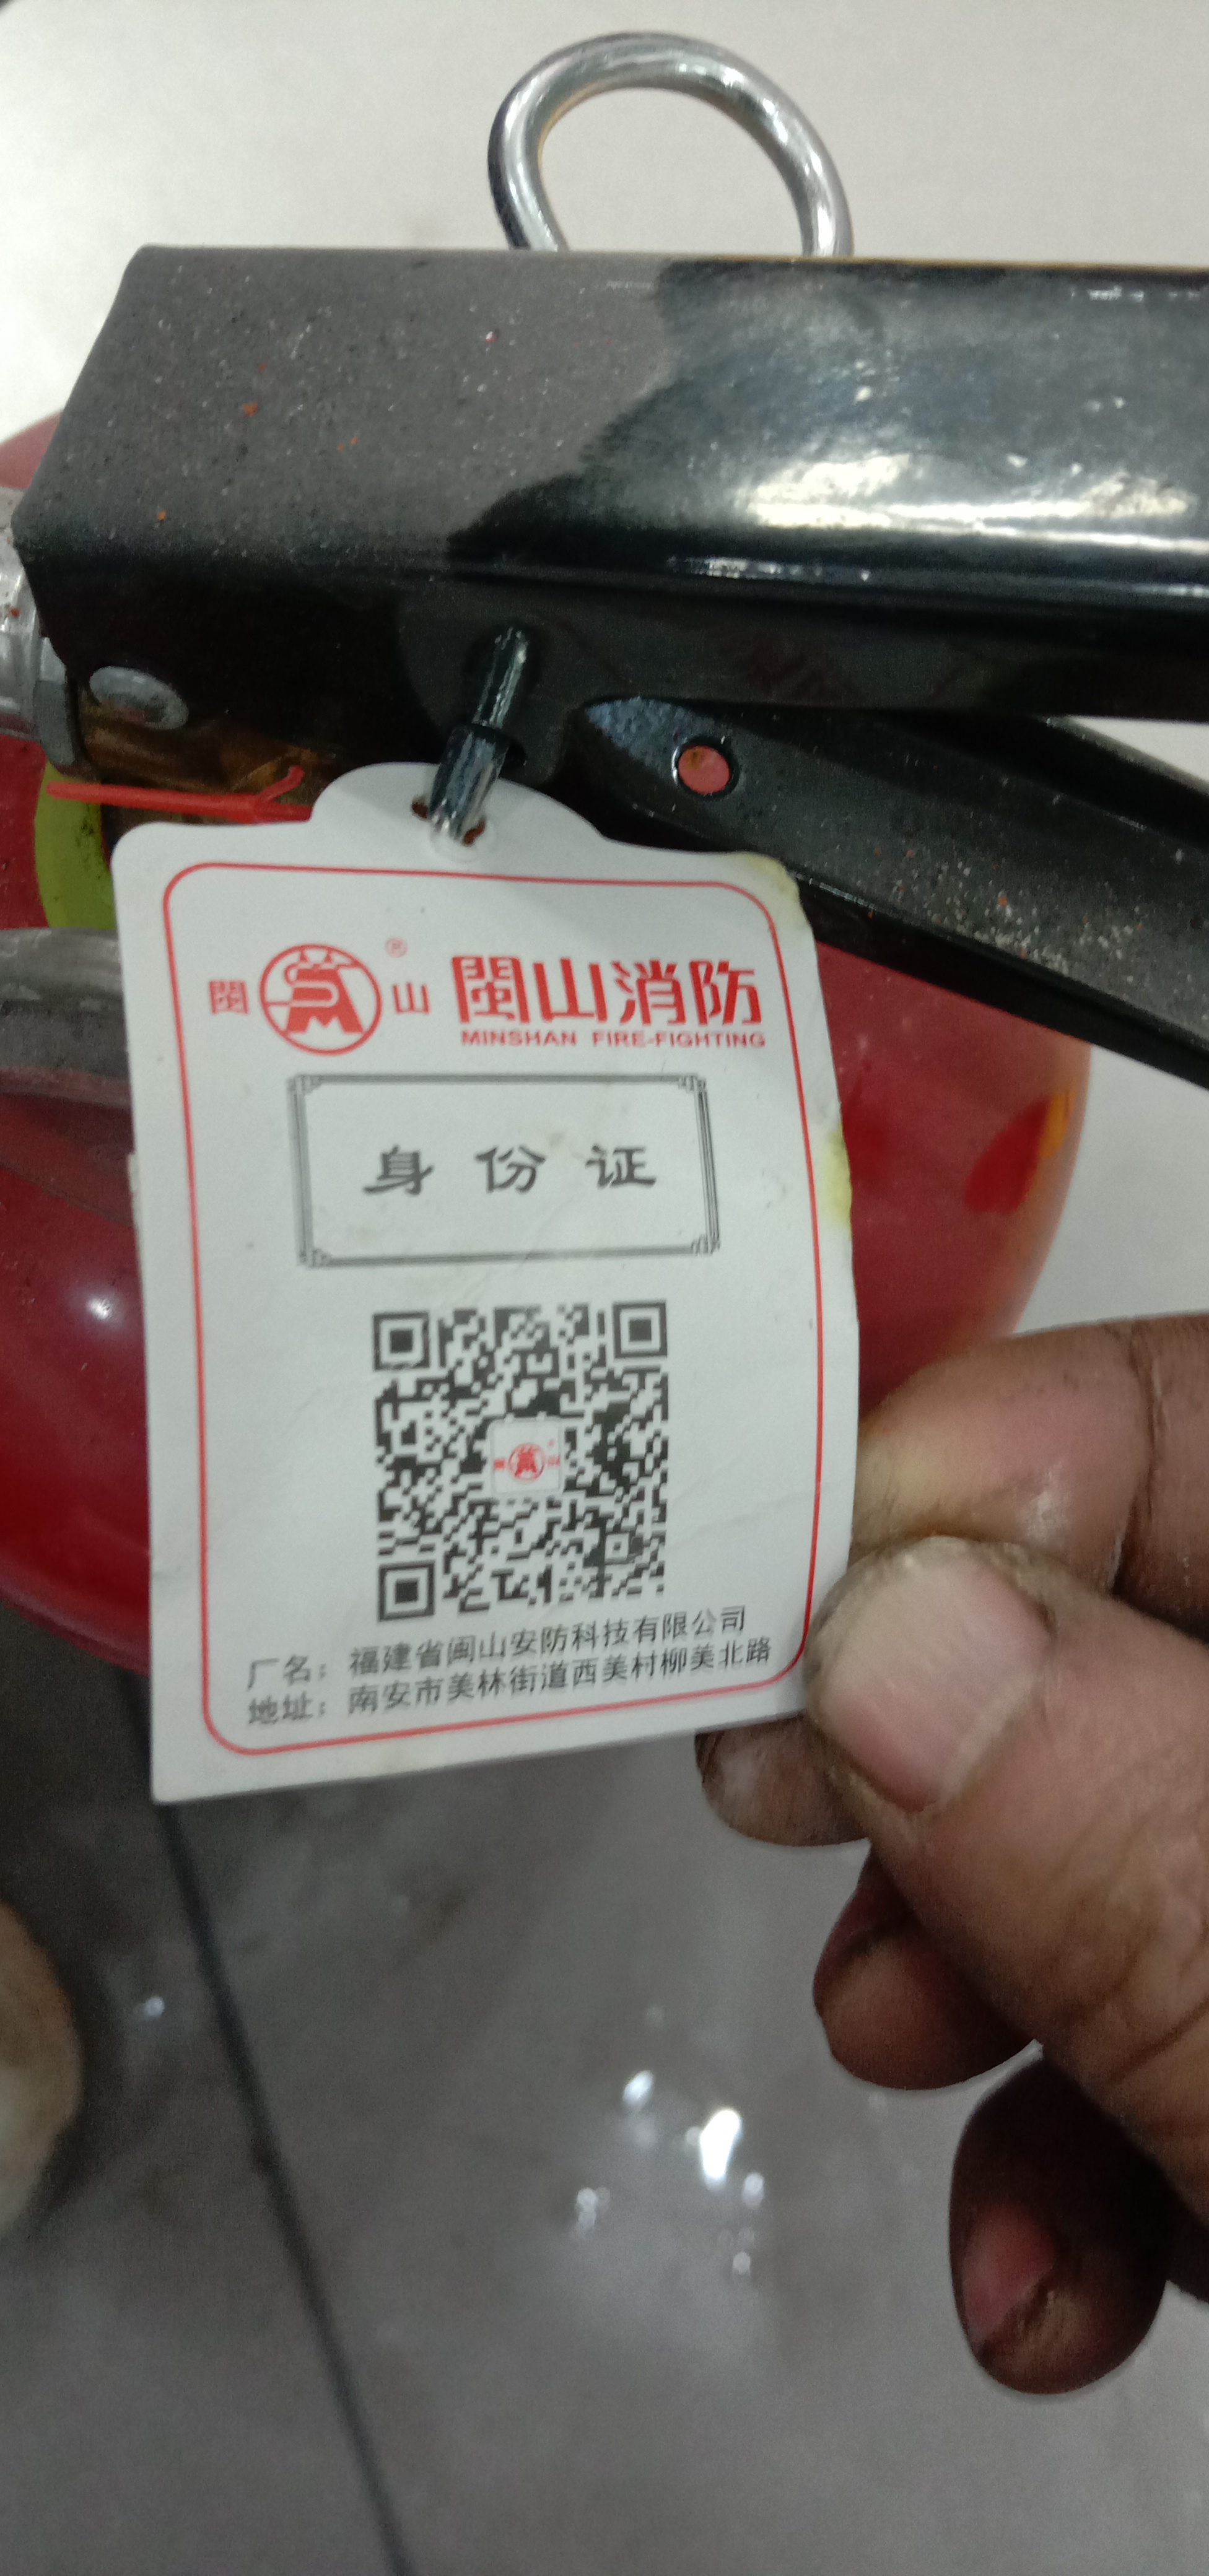 閩 山 ® 閩山消防
MINSHAN FIRE-FIGHTING
身份证
厂名：福建省闽山安防科技有限公司
地址：南安市美林街道西美村柳美北路